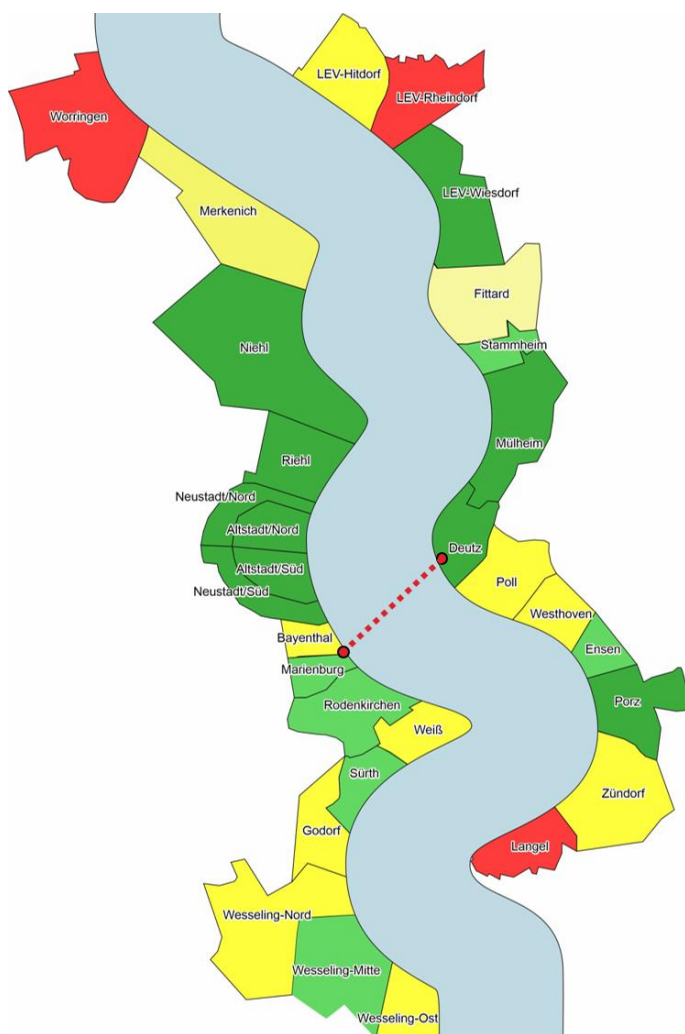 LEV-Hitdorf
LEV-Rheindorf
Worringen
LEV-Wiesdorf
Merkenich
Fittard
Stammheim
Niehl
Mülheim
Riehl
Neustadt/Nord
Altstadt/Nord
Deutz
Altstadt/Süd
Poll
Neustadt/Süd
Westhoven
Bayenthal
Ensen
Marienburg
Porz
Rodenkirchen
Weiß
Sürth
Zündorf
Godorf
Langel
Wesseling-Nord
Wesseling-Mitte
Wesseling-Ost